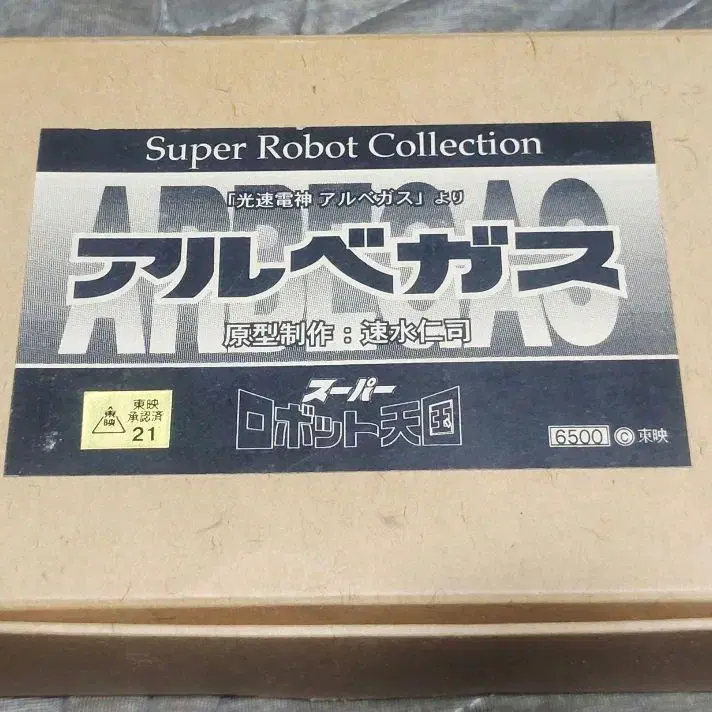 Super Robot Collection
「光速電神 アルベガス」より
ARBEGAS
アルベガス
原型制作：速水仁司
東映
東映
承認済
21
スーパー
ロボット天国
6500 ©東映